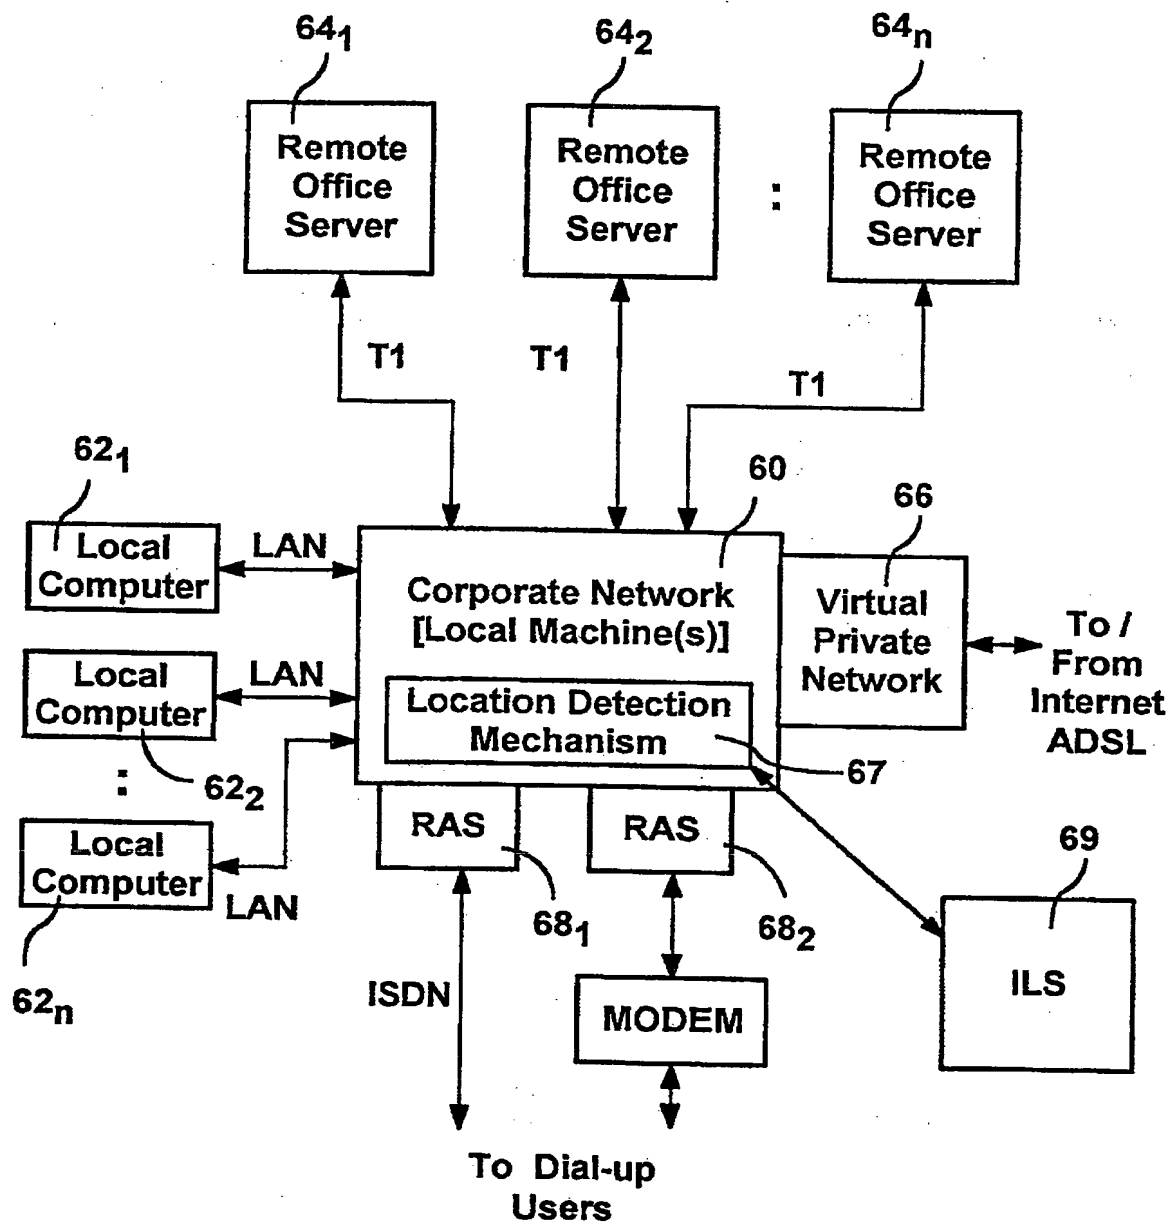 64₁
64₂
64ₙ
Remote
Office
Server
Remote
Office
Server
:
Remote
Office
Server
T1
T1
T1
62₁
60
66
Local
Computer
LAN
Corporate Network
[Local Machine(s)]
Virtual
Private
Network
To /
From
Internet
ADSL
Local
Computer
LAN
Location Detection
Mechanism
67
:
62₂
Local
Computer
LAN
62ₙ
RAS
RAS
68₁
68₂
69
ILS
ISDN
MODEM
To Dial-up
Users